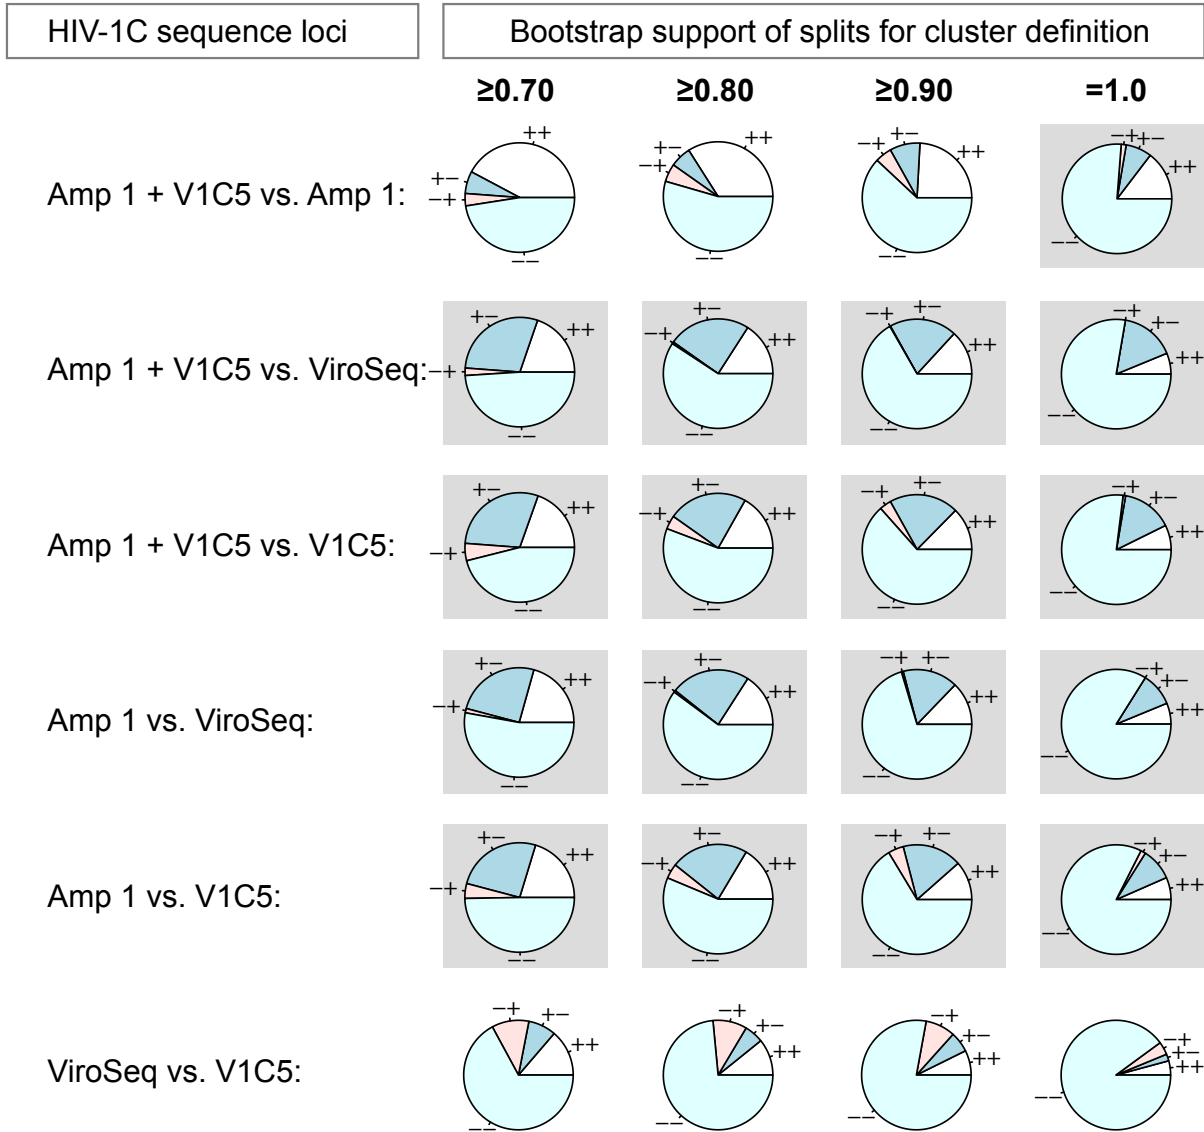 HIV-1C sequence loci
Bootstrap support of splits for cluster definition
≥0.70 ≥0.80 ≥0.90 =1.0
Amp 1 + V1C5 vs. Amp 1:
++ +− −+ −−
++ +− −+ −−
++ +− −+ −−
++ +− −+ −−
Amp 1 + V1C5 vs. ViroSeq:
++ +− −+ −−
++ +− −+ −−
++ +− −+ −−
++ +− −+ −−
Amp 1 + V1C5 vs. V1C5:
++ +− −+ −−
++ +− −+ −−
++ +− −+ −−
++ +− −+ −−
Amp 1 vs. ViroSeq:
++ +− −+ −−
++ +− −+ −−
++ +− −+ −−
++ +− −+ −−
Amp 1 vs. V1C5:
++ +− −+ −−
++ +− −+ −−
++ +− −+ −−
++ +− −+ −−
ViroSeq vs. V1C5:
++ +− −+ −−
++ +− −+ −−
++ +− −+ −−
++ +− −+ −−